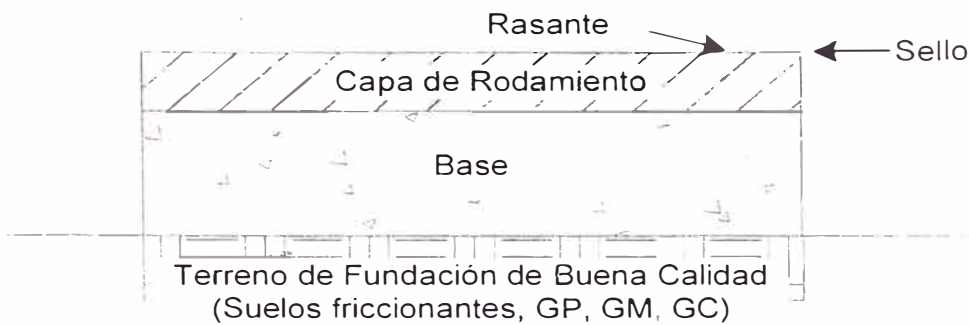 Rasante
Sello
Capa de Rodamiento
Base
Terreno de Fundación de Buena Calidad
(Suelos friccionantes, GP, GM, GC)